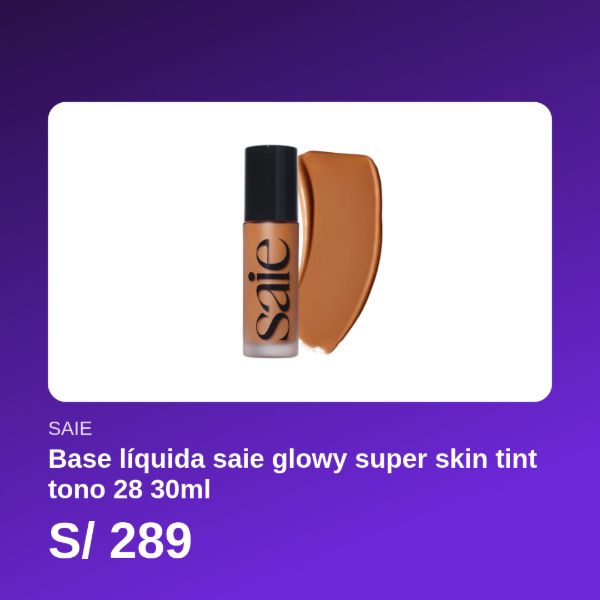 saie
SAIE
Base líquida saie glowy super skin tint
tono 28 30ml
S/ 289